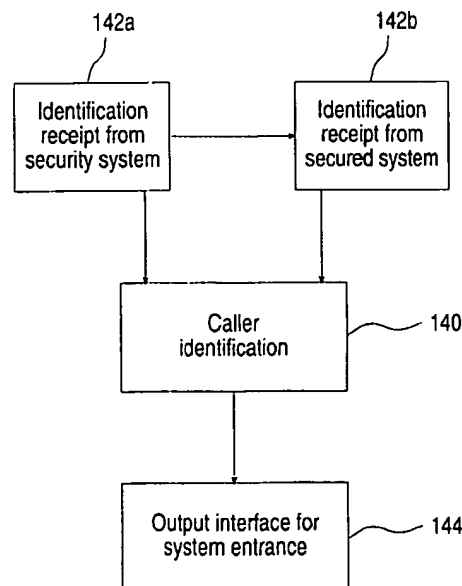 142a
142b
Identification
receipt from
security system
Identification
receipt from
secured system
Caller
identification
140
Output interface for
system entrance
144